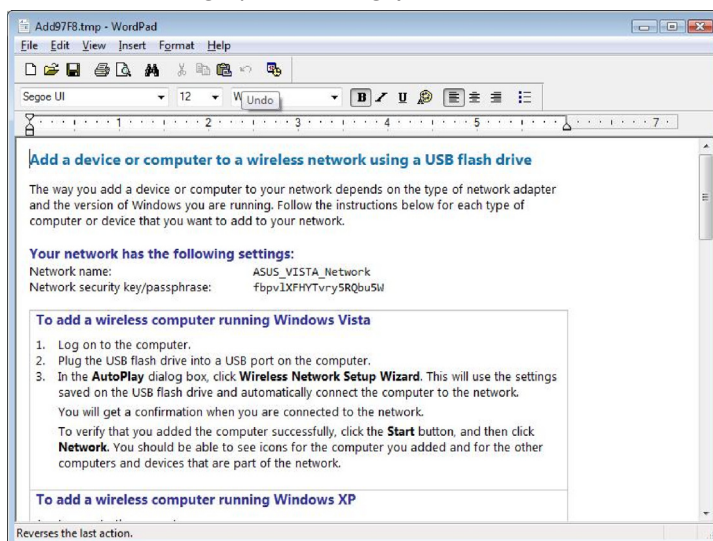 Add97F8.tmp - WordPad
File Edit View Insert Format Help
Segoe UI 12 W Undo B U
1 2 3 4 5 7
Add a device or computer to a wireless network using a USB flash drive
The way you add a device or computer to your network depends on the type of network adapter
and the version of Windows you are running. Follow the instructions below for each type of
computer or device that you want to add to your network.
Your network has the following settings:
Network name: ASUS_VISTA_Network
Network security key/passphrase: fbpvlXFHYTvry5RQbu5W
To add a wireless computer running Windows Vista
1. Log on to the computer.
2. Plug the USB flash drive into a USB port on the computer.
3. In the AutoPlay dialog box, click Wireless Network Setup Wizard. This will use the settings
saved on the USB flash drive and automatically connect the computer to the network.
You will get a confirmation when you are connected to the network.
To verify that you added the computer successfully, click the Start button, and then click
Network. You should be able to see icons for the computer you added and for the other
computers and devices that are part of the network.
To add a wireless computer running Windows XP
Reverses the last action.